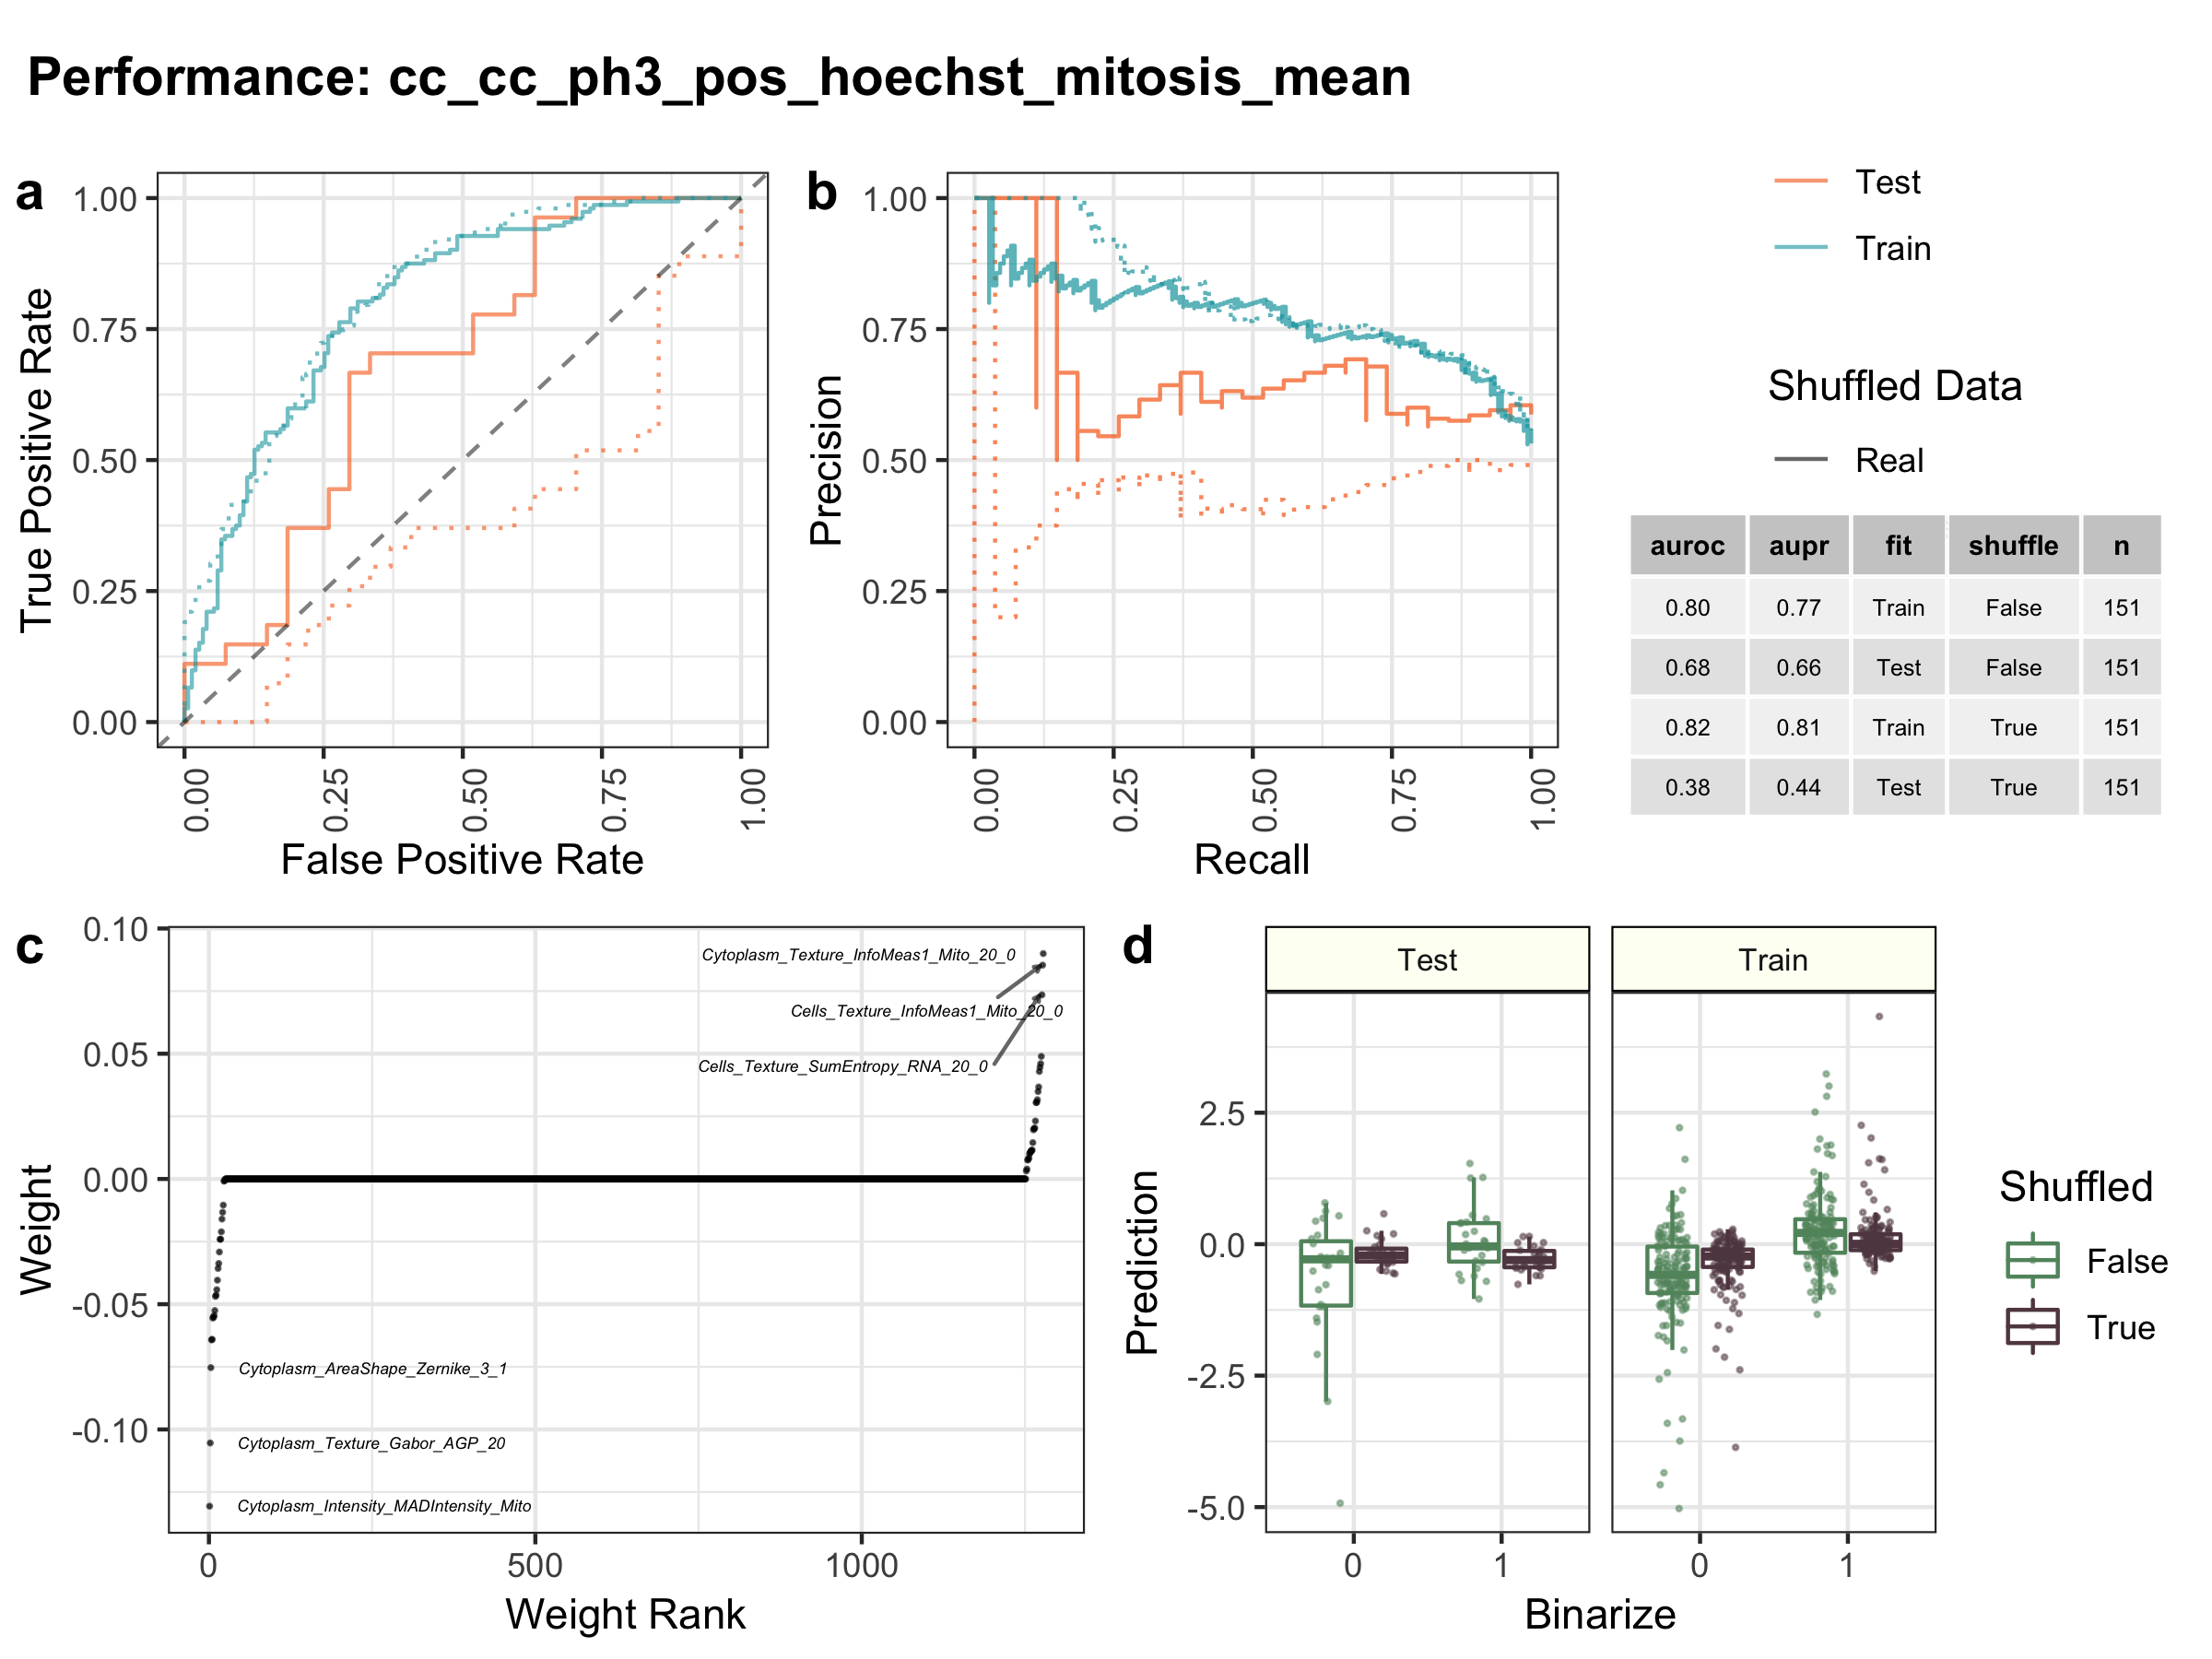 Performance: cc_cc_ph3_pos_hoechst_mitosis_mean
a
1.00
0.75
0.50
0.25
0.00
True Positive Rate
0.00
0.25
0.50
0.75
1.00
False Positive Rate
b
1.00
0.75
0.50
0.25
0.00
Precision
0.00
0.25
0.50
0.75
1.00
Recall
Test
Train
Shuffled Data
Real
auroc aupr fit shuffle n
0.80 0.77 Train False 151
0.68 0.66 Test False 151
0.82 0.81 Train True 151
0.38 0.44 Test True 151
c
0.10
0.05
0.00
-0.05
-0.10
Weight
Cytoplasm_Texture_InfoMeas1_Mito_20_0
Cells_Texture_InfoMeas1_Mito_20_0
Cells_Texture_SumEntropy_RNA_20_0
Cytoplasm_AreaShape_Zernike_3_1
Cytoplasm_Texture_Gabor_AGP_20
Cytoplasm_Intensity_MADIntensity_Mito
0 500 1000
Weight Rank
d
Test Train
2.5
0.0
-2.5
-5.0
Prediction
0 1 0 1
Binarize
Shuffled
False
True